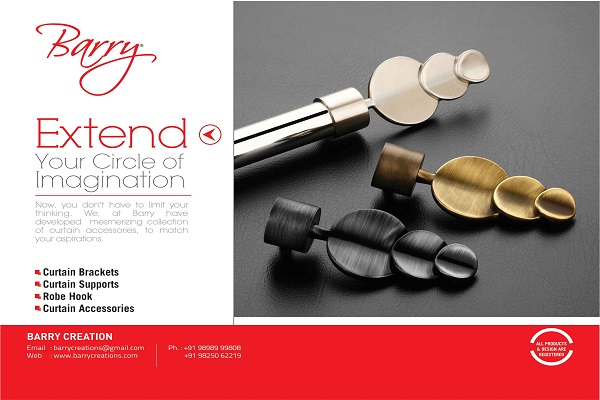 Barry®
Extend
Your Circle of
Imagination
Now, you don't have to limit your
thinking. We, at Barry have
developed mesmerizing collection
of curtain accessories, to match
your aspirations.
Curtain Brackets
Curtain Supports
Robe Hook
Curtain Accessories
BARRY CREATION
Email : barrycreations@gmail.com
Web : www.barrycreations.com
Ph. : +91 98989 99808
+91 98250 62219
ALL PRODUCTS
& DESIGN ARE
REGISTERED